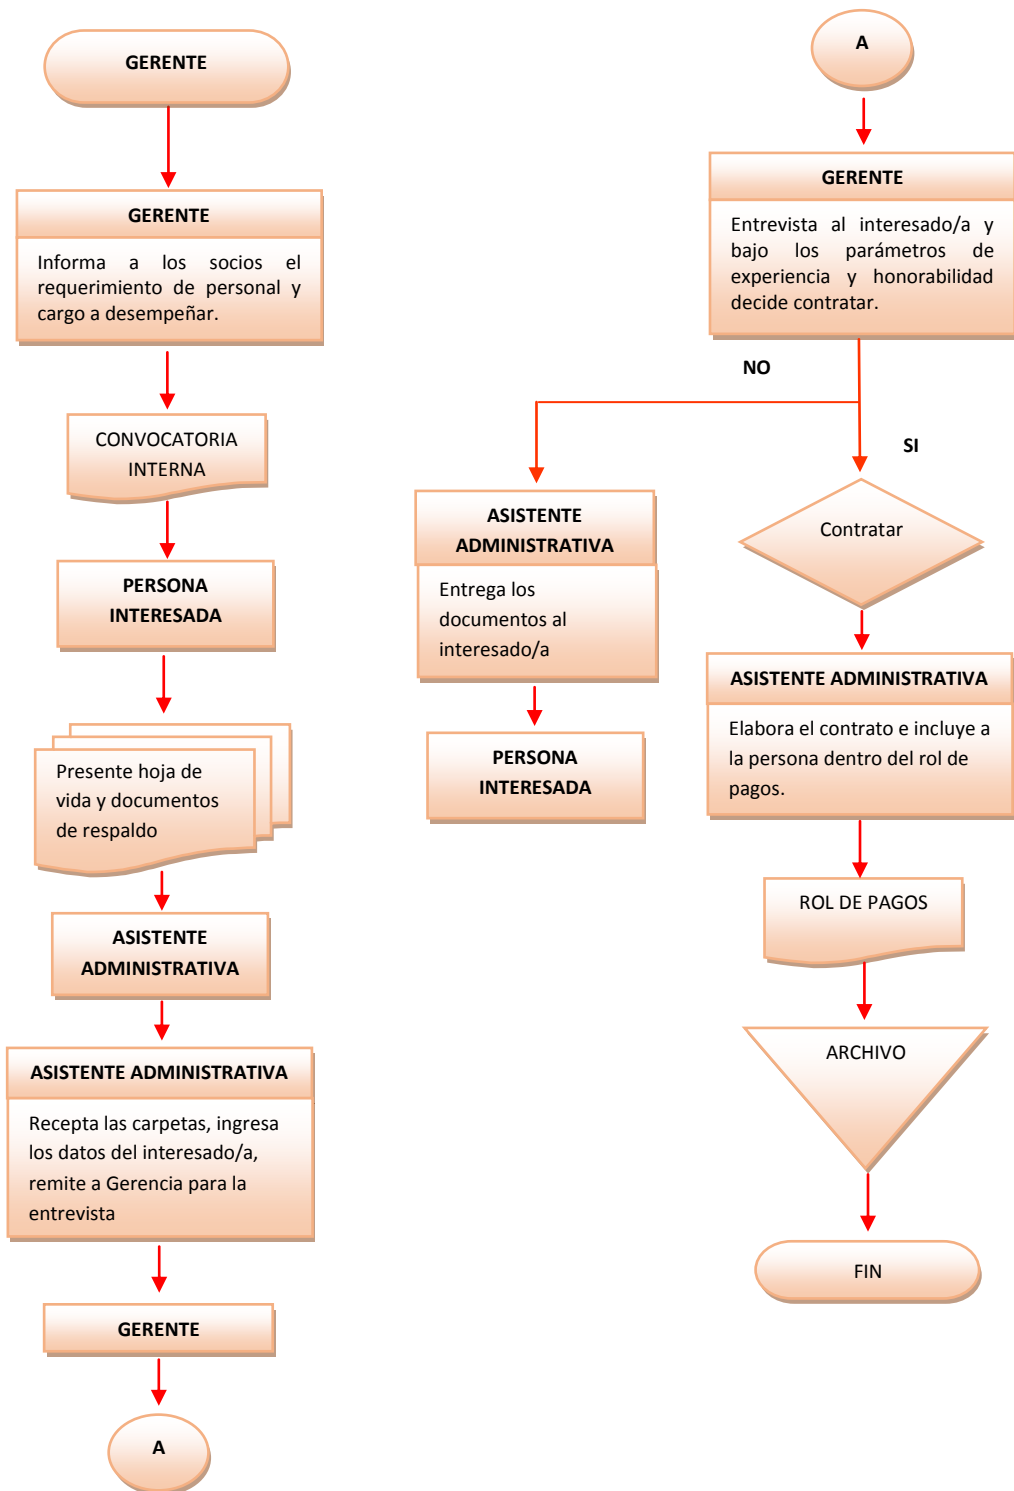 GERENTE
GERENTE
Informa a los socios el
requerimiento de personal y
cargo a desempeñar.
CONVOCATORIA
INTERNA
PERSONA
INTERESADA
Presente hoja de
vida y documentos
de respaldo
ASISTENTE
ADMINISTRATIVA
ASISTENTE ADMINISTRATIVA
Recepta las carpetas, ingresa
los datos del interesado/a,
remite a Gerencia para la
entrevista
GERENTE
A
A
GERENTE
Entrevista al interesado/a y
bajo los parámetros de
experiencia y honorabilidad
decide contratar.
NO
SI
ASISTENTE
ADMINISTRATIVA
Entrega los
documentos al
interesado/a
PERSONA
INTERESADA
Contratar
ASISTENTE ADMINISTRATIVA
Elabora el contrato e incluye a
la persona dentro del rol de
pagos.
ROL DE PAGOS
ARCHIVO
FIN